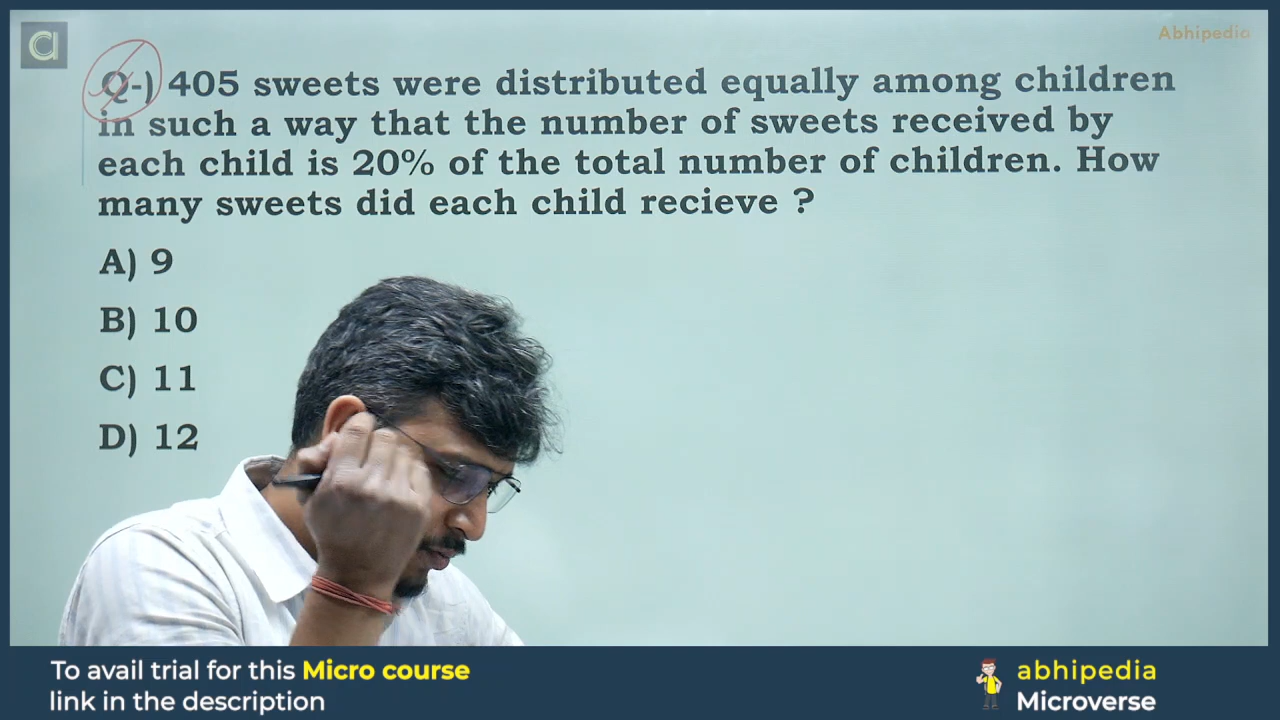 Abhipedia
Q-) 405 sweets were distributed equally among children
in such a way that the number of sweets received by
each child is 20% of the total number of children. How
many sweets did each child recieve ?
A) 9
B) 10
C) 11
D) 12
To avail trial for this Micro course
link in the description
abhipedia
Microverse